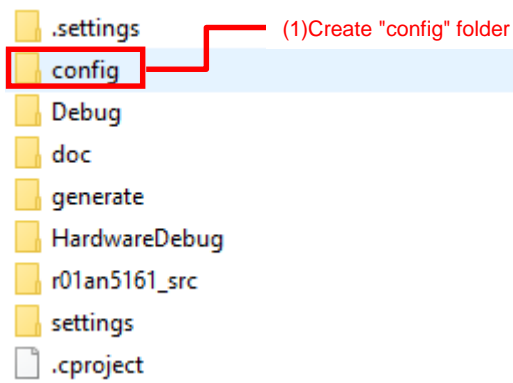 .settings
(1)Create "config" folder
config
Debug
doc
generate
HardwareDebug
r01an5161_src
settings
.cproject